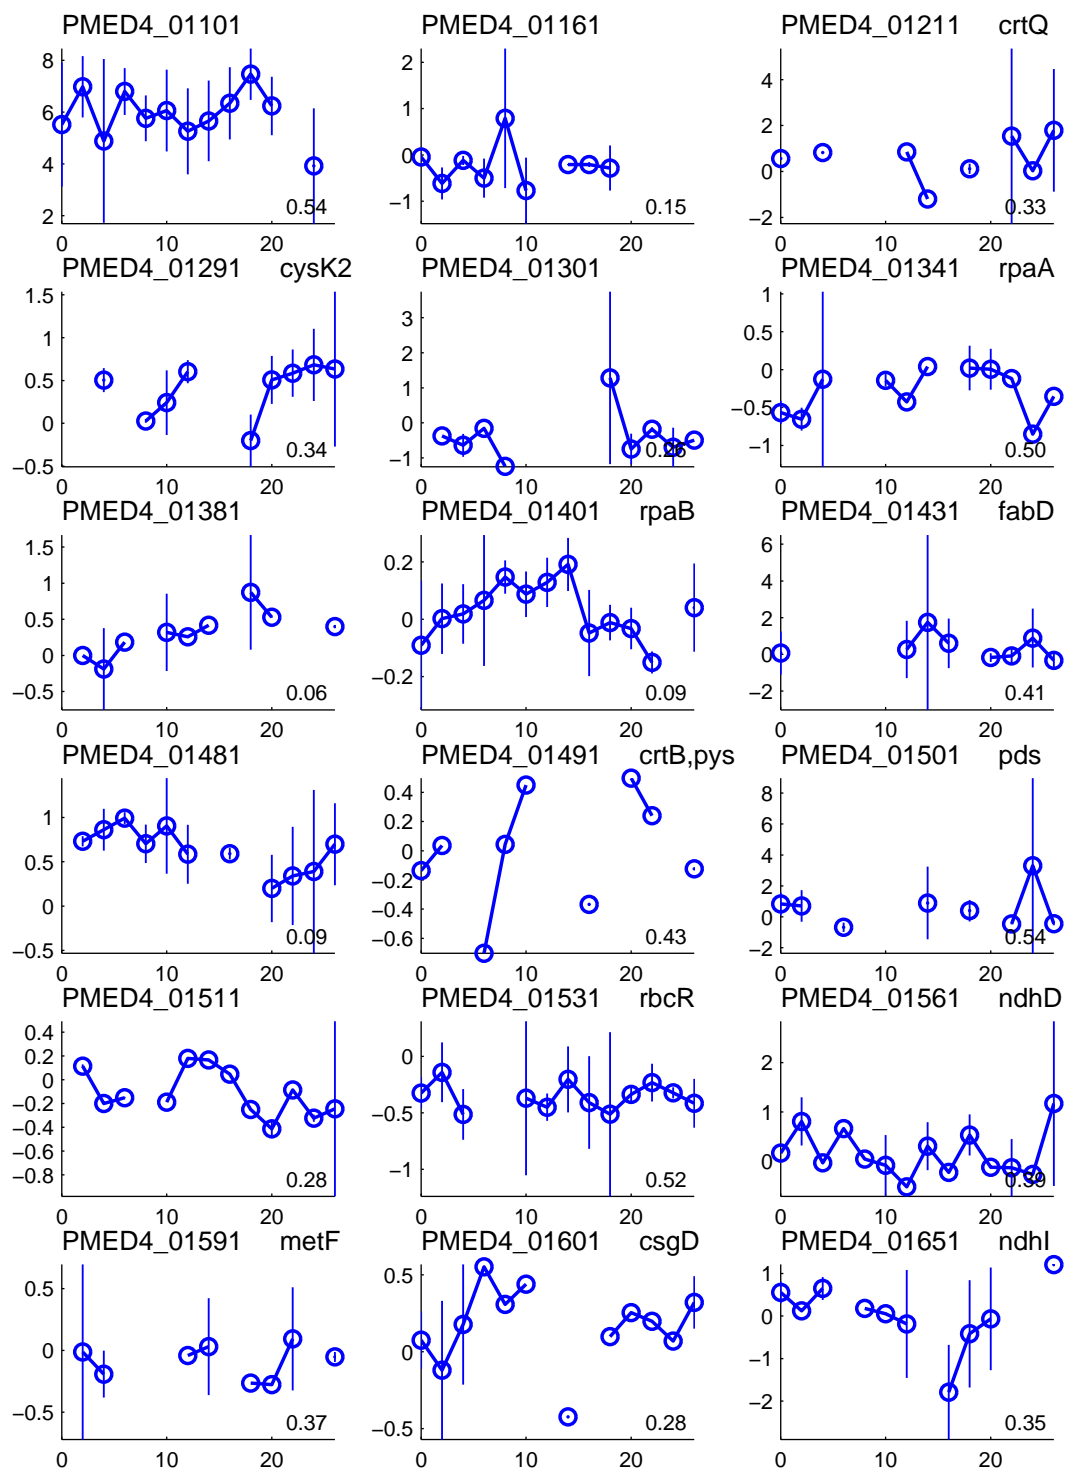 PMED4_01101 PMED4_01161 PMED4_01211 crtQ
8 6 4 2 0.54 0 10 20
2 1 0 −1 0.15 0 10 20
4 2 0 −2 0.33 0 10 20
PMED4_01291 cysK2 PMED4_01301 PMED4_01341 rpaA
1.5 1 0.5 0 −0.5 0.34 0 10 20
3 2 1 0 −1 0.26 0 10 20
1 0.5 0 −0.5 −1 0.50 0 10 20
PMED4_01381 PMED4_01401 rpaB PMED4_01431 fabD
1.5 1 0.5 0 −0.5 0.06 0 10 20
0.2 0 −0.2 0.09 0 10 20
6 4 2 0 −2 0.41 0 10 20
PMED4_01481 PMED4_01491 crtB,pys PMED4_01501 pds
1 0.5 0 −0.5 0.09 0 10 20
0.4 0.2 0 −0.2 −0.4 −0.6 0.43 0 10 20
8 6 4 2 0 −2 0.54 0 10 20
PMED4_01511 PMED4_01531 rbcR PMED4_01561 ndhD
0.4 0.2 0 −0.2 −0.4 −0.6 −0.8 0.28 0 10 20
0 −0.5 −1 0.52 0 10 20
2 1 0 0.39 0 10 20
PMED4_01591 metF PMED4_01601 csgD PMED4_01651 ndhI
0.5 0 −0.5 0.37 0 10 20
0.5 0 −0.5 0.28 0 10 20
1 0 −1 −2 0.35 0 10 20